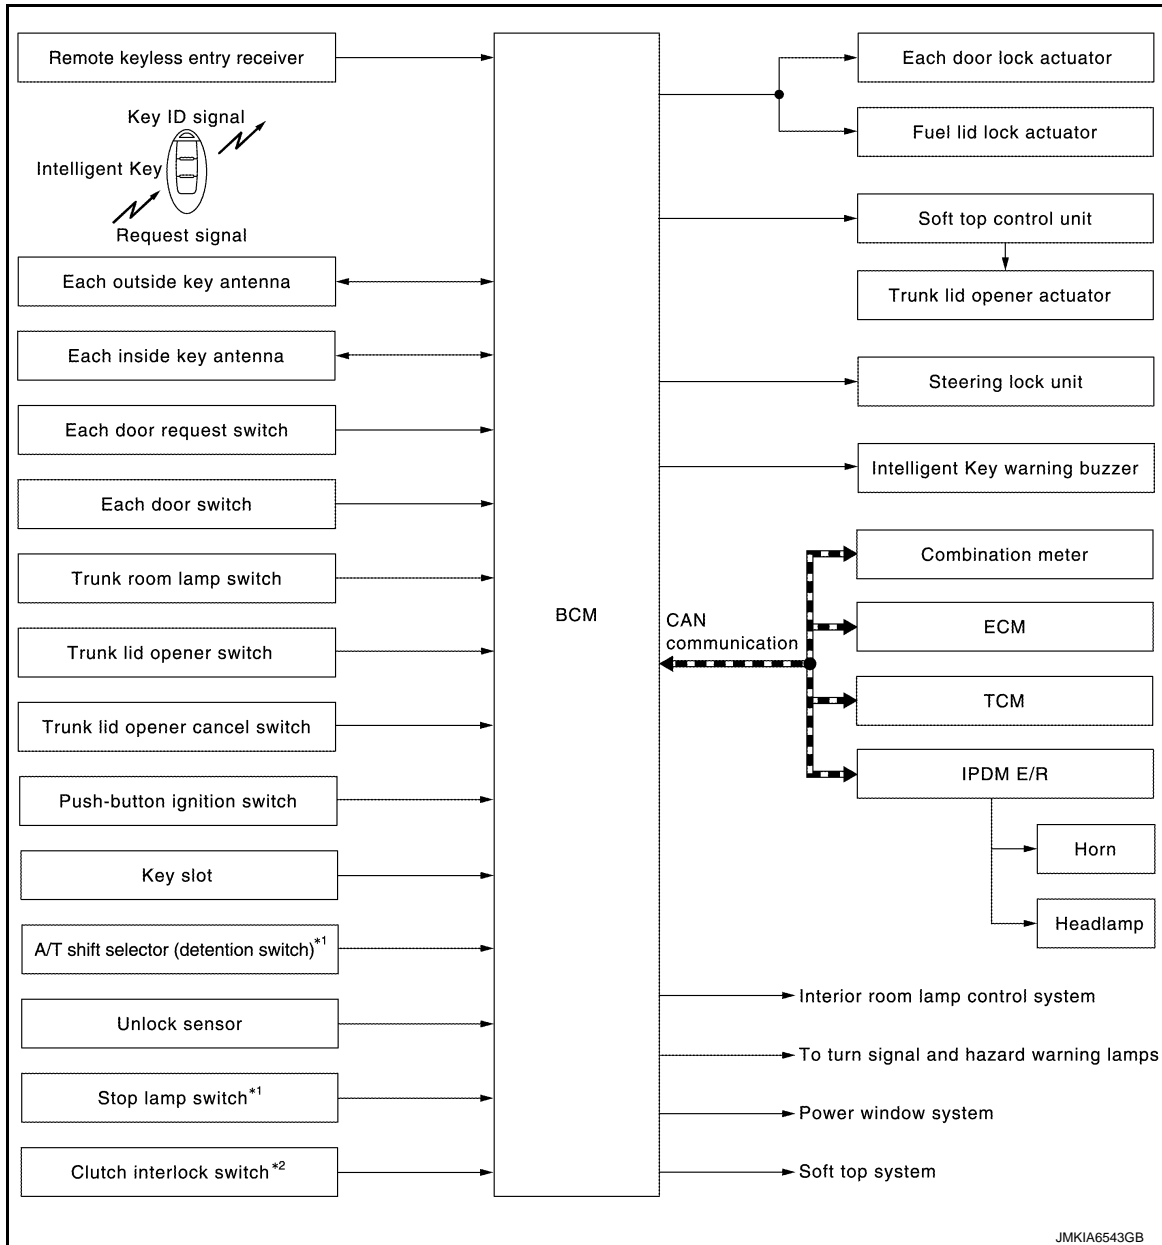 Remote keyless entry receiver
Key ID signal
Intelligent Key
Request signal
Each outside key antenna
Each inside key antenna
Each door request switch
Each door switch
Trunk room lamp switch
Trunk lid opener switch
Trunk lid opener cancel switch
Push-button ignition switch
Key slot
A/T shift selector (detention switch)*1
Unlock sensor
Stop lamp switch*1
Clutch interlock switch*2
BCM
Each door lock actuator
Fuel lid lock actuator
Soft top control unit
Trunk lid opener actuator
Steering lock unit
Intelligent Key warning buzzer
CAN
communication
Combination meter
ECM
TCM
IPDM E/R
Horn
Headlamp
Interior room lamp control system
To turn signal and hazard warning lamps
Power window system
Soft top system
JMKIA6543GB